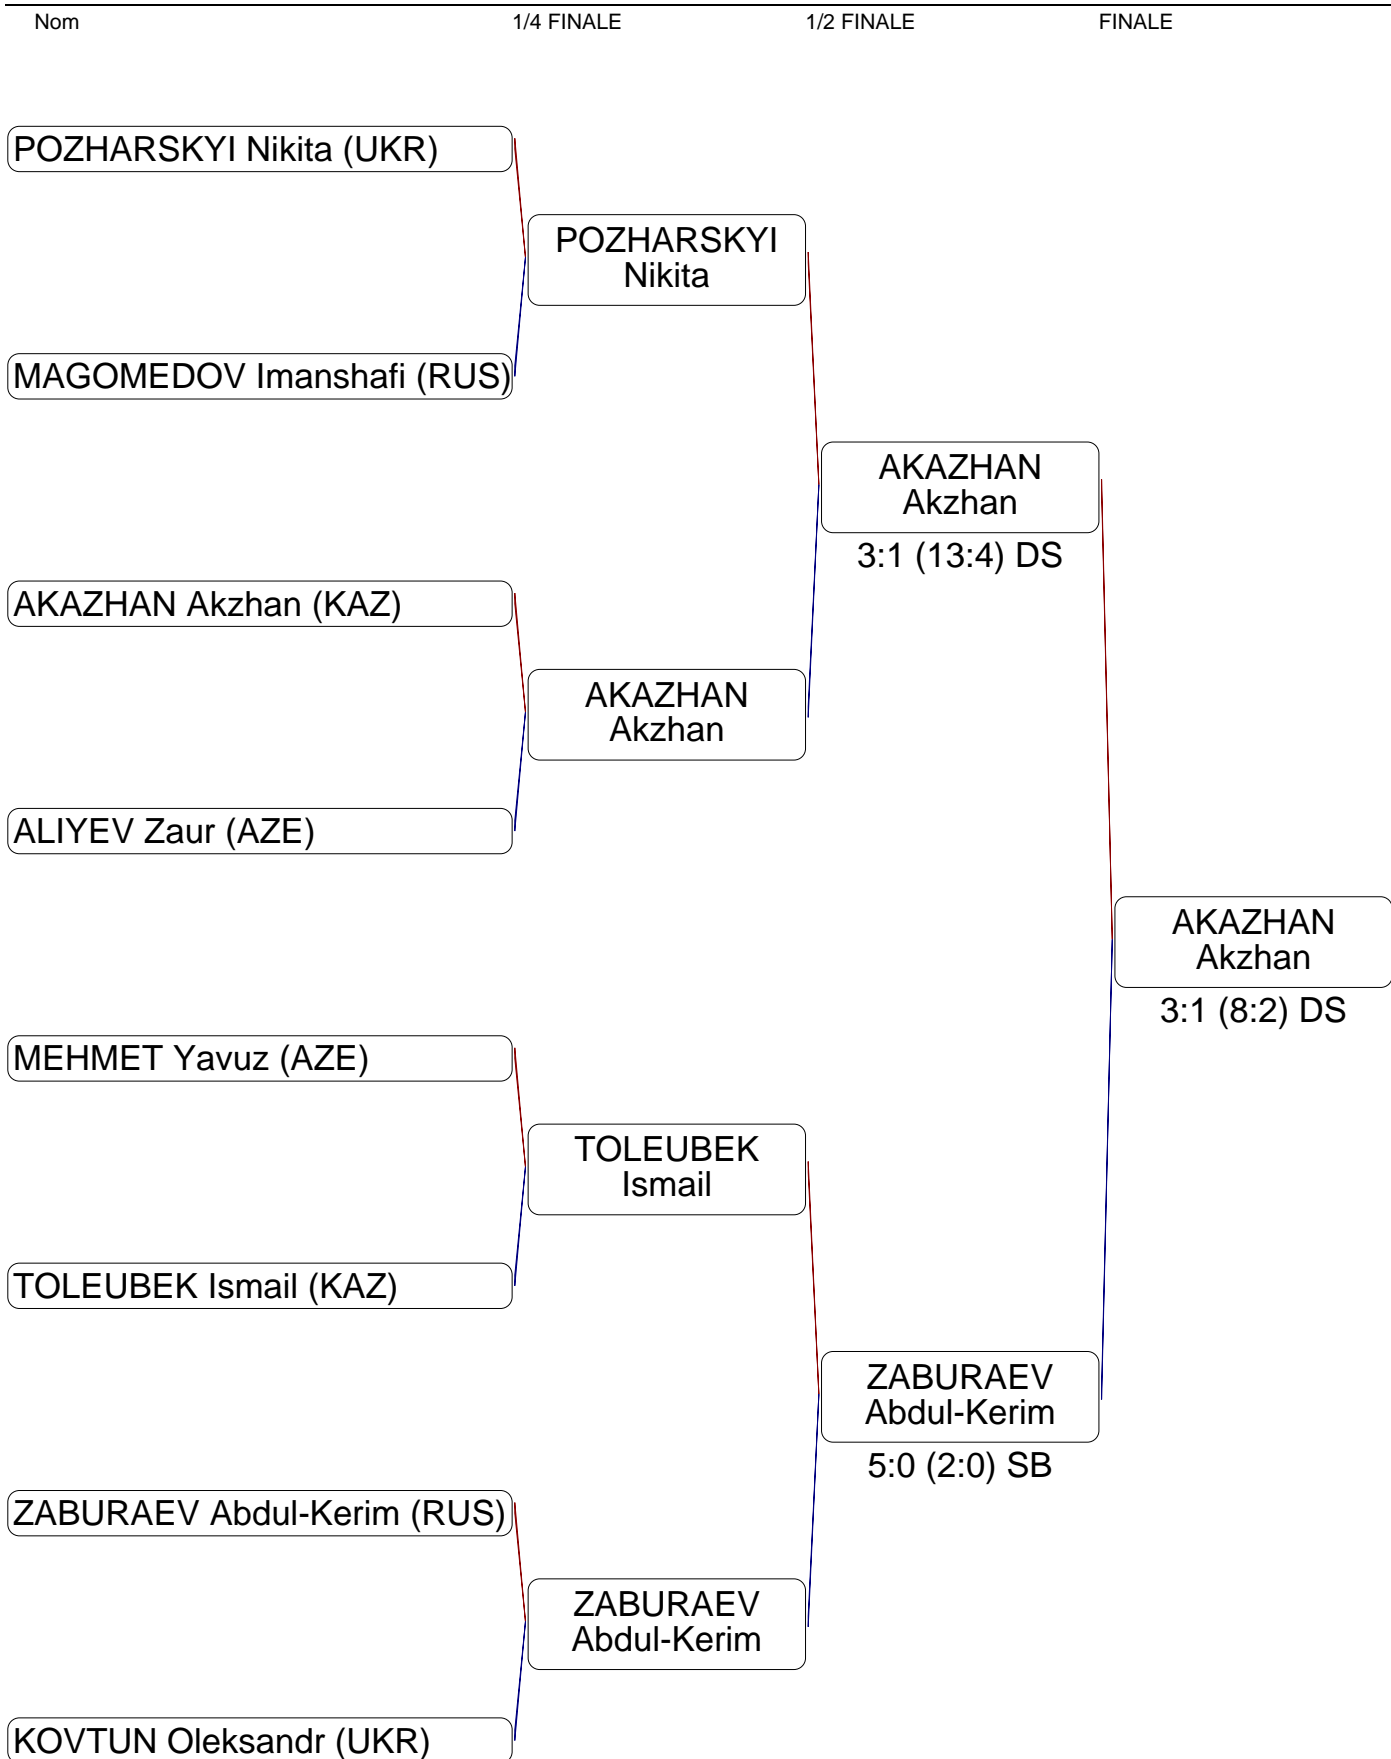 Nom 1/4 FINALE 1/2 FINALE FINALE
POZHARSKYI Nikita (UKR)
POZHARSKYI
Nikita
MAGOMEDOV Imanshafi (RUS)
AKAZHAN
Akzhan
3:1 (13:4) DS
AKAZHAN Akzhan (KAZ)
AKAZHAN
Akzhan
ALIYEV Zaur (AZE)
AKAZHAN
Akzhan
3:1 (8:2) DS
MEHMET Yavuz (AZE)
TOLEUBEK
Ismail
TOLEUBEK Ismail (KAZ)
ZABURAEV
Abdul-Kerim
5:0 (2:0) SB
ZABURAEV Abdul-Kerim (RUS)
ZABURAEV
Abdul-Kerim
KOVTUN Oleksandr (UKR)